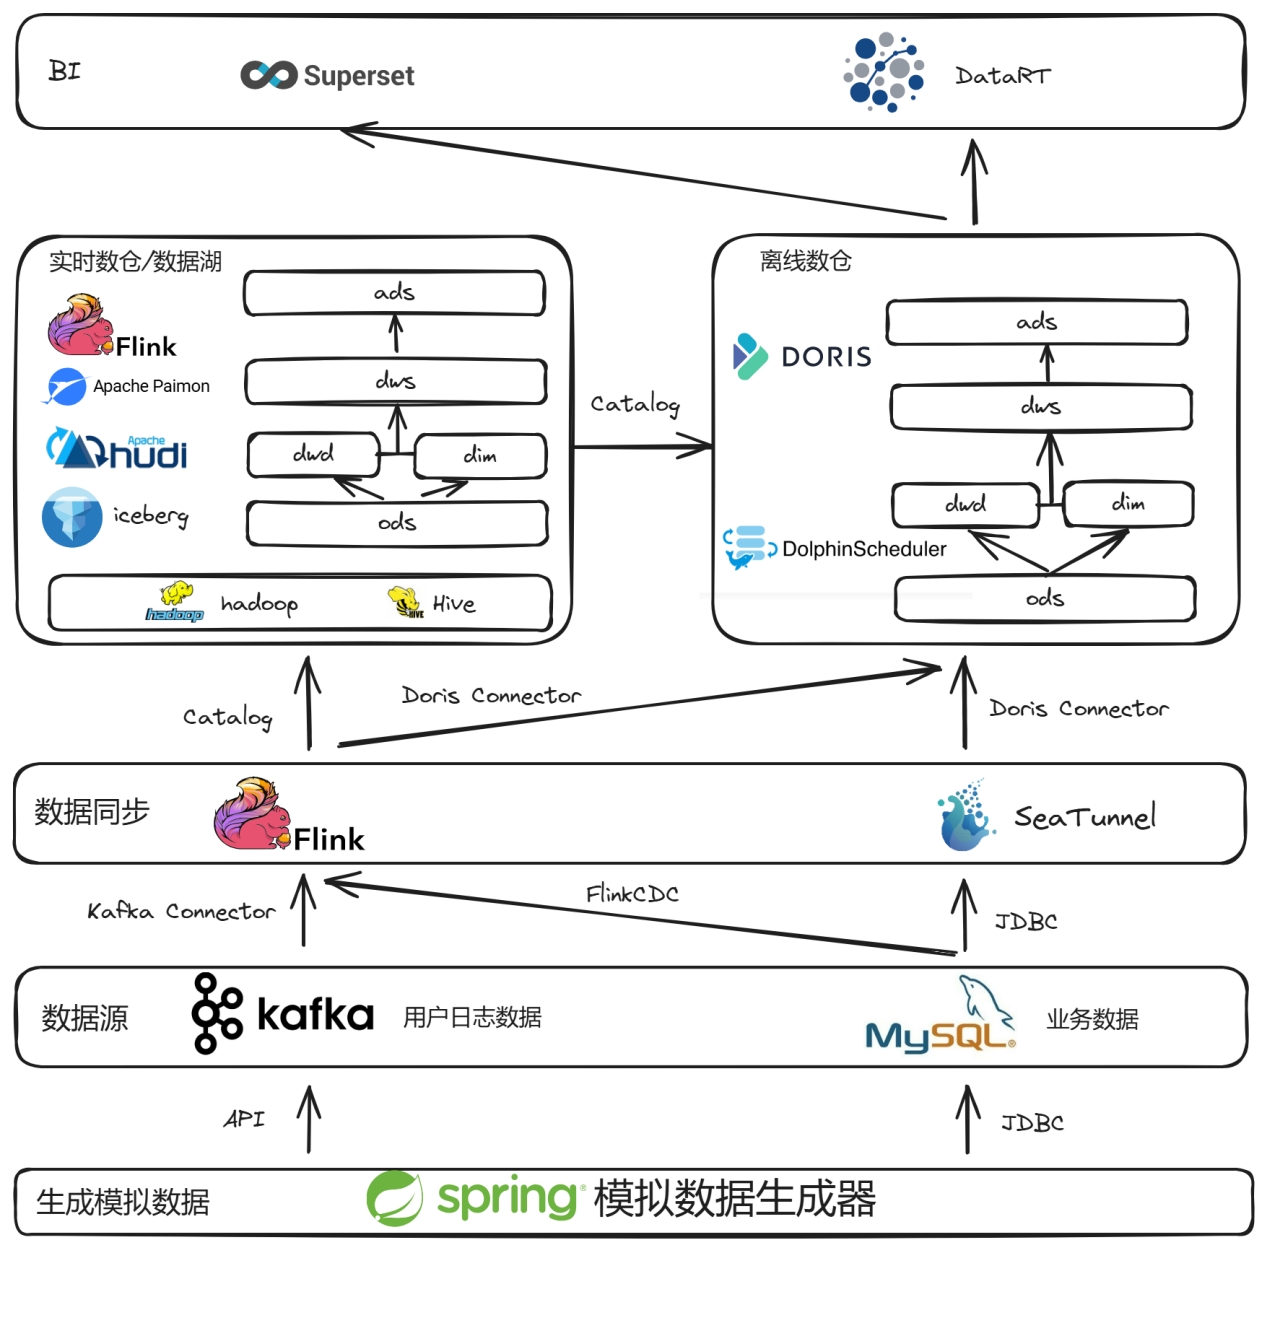 BI
Superset
DataRT
实时数仓/数据湖
Flink
Apache Paimon
Apache hudi
iceberg
ads
dws
dwd
dim
ods
hadoop
hadoop
HIVE
Hive
Catalog
离线数仓
DORIS
DolphinScheduler
ads
dws
dwd
dim
ods
Catalog
Doris Connector
Doris Connector
数据同步
Flink
SeaTunnel
Kafka Connector
FlinkCDC
JDBC
数据源
kafka
用户日志数据
MySQL®
业务数据
API
JDBC
生成模拟数据
spring® 模拟数据生成器